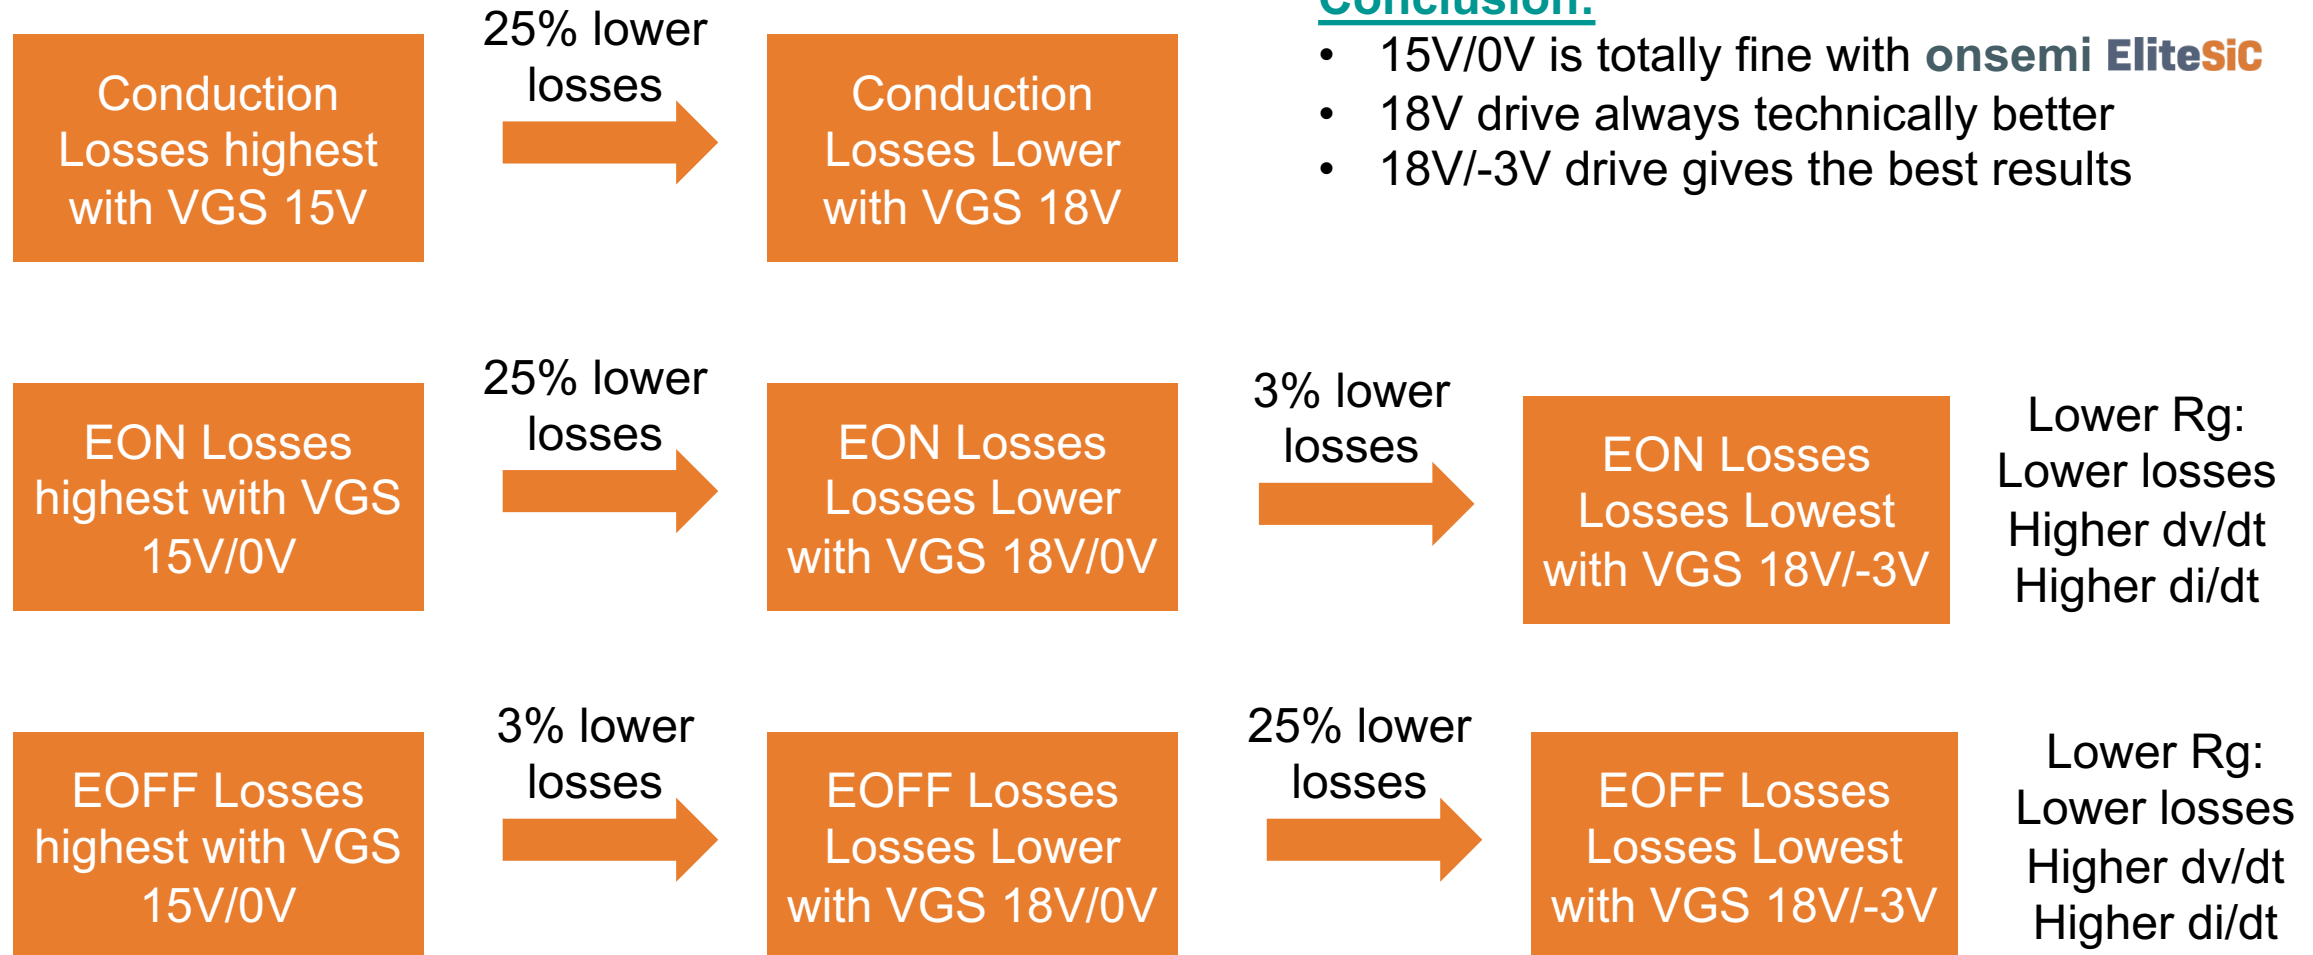 Conduction
Losses highest
with VGS 15V
25% lower
losses
Conduction
Losses Lower
with VGS 18V
Conclusion:
• 15V/0V is totally fine with onsemi EliteSiC
• 18V drive always technically better
• 18V/-3V drive gives the best results
EON Losses
highest with VGS
15V/0V
25% lower
losses
EON Losses
Losses Lower
with VGS 18V/0V
3% lower
losses
EON Losses
Losses Lowest
with VGS 18V/-3V
Lower Rg:
Lower losses
Higher dv/dt
Higher di/dt
EOFF Losses
highest with VGS
15V/0V
3% lower
losses
EOFF Losses
Losses Lower
with VGS 18V/0V
25% lower
losses
EOFF Losses
Losses Lowest
with VGS 18V/-3V
Lower Rg:
Lower losses
Higher dv/dt
Higher di/dt